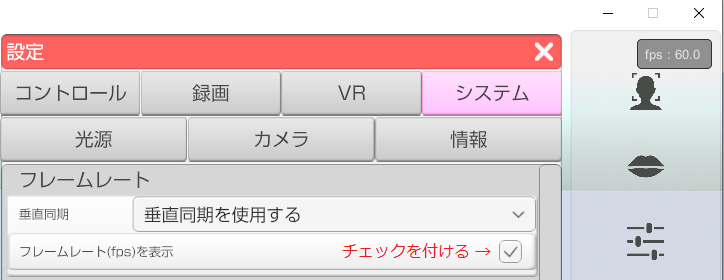 設定
fps : 60.0
コントロール 録画 VR システム
光源 カメラ 情報
フレームレート
垂直同期 垂直同期を使用する
フレームレート(fps)を表示 チェックを付ける →